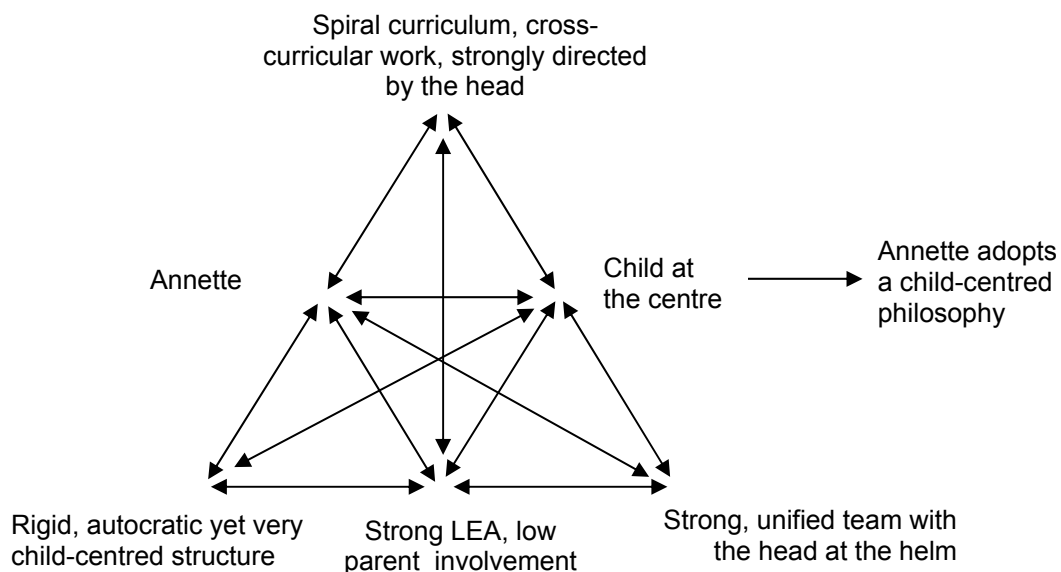 Spiral curriculum, cross-
curricular work, strongly directed
by the head
Annette
Child at
the centre
Annette adopts
a child-centred
philosophy
Rigid, autocratic yet very
child-centred structure
Strong LEA, low
parent involvement
Strong, unified team with
the head at the helm